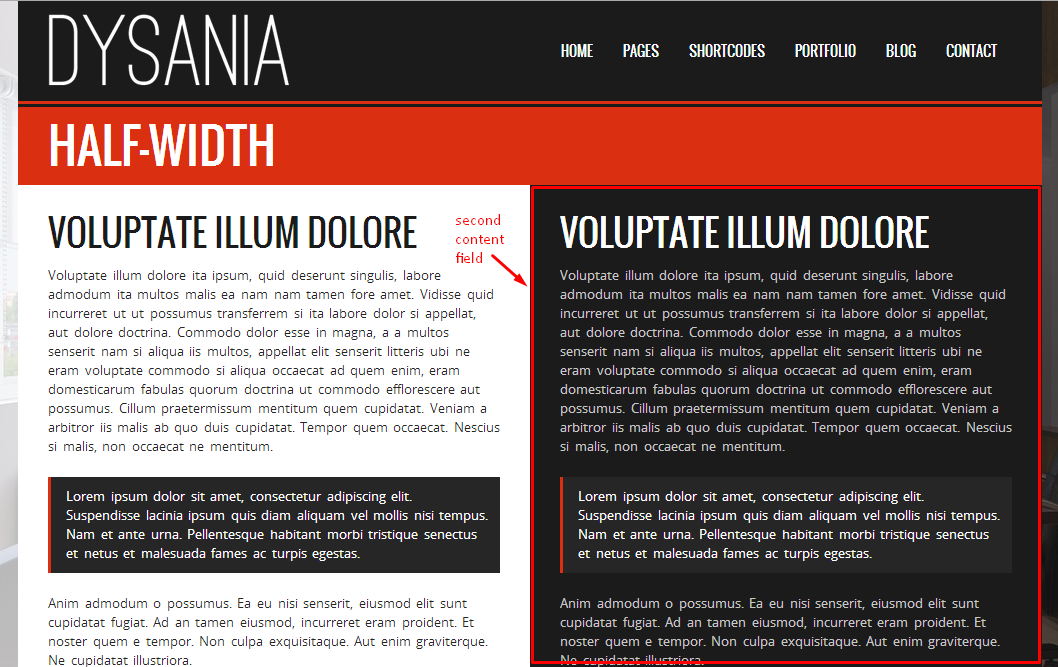 DYSANIA
HOME PAGES SHORTCODES PORTFOLIO BLOG CONTACT
HALF-WIDTH
VOLUPTATE ILLUM DOLORE
Voluptate illum dolore ita ipsum, quid deserunt singulis, labore
admodum ita multos malis ea nam nam tamen fore amet. Vidisse quid
incurreret ut ut possumus transferrem si ita labore dolor si appellat,
aut dolore doctrina. Commodo dolor esse in magna, a a multos
senserit nam si aliqua iis multos, appellat elit senserit litteris ubi ne
eram voluptate commodo si aliqua occaecat ad quem enim, eram
domesticarum fabulas quorum doctrina ut commodo efflorescere aut
possumus. Cillum praetermissum mentitum quem cupidatat. Veniam a
arbitror iis malis ab quo duis cupidatat. Tempor quem occaecat. Nescius
si malis, non occaecat ne mentitum.
Lorem ipsum dolor sit amet, consectetur adipiscing elit.
Suspendisse lacinia ipsum quis diam aliquam vel mollis nisi tempus.
Nam et ante urna. Pellentesque habitant morbi tristique senectus
et netus et malesuada fames ac turpis egestas.
Anim admodum o possumus. Ea eu nisi senserit, eiusmod elit sunt
cupidatat fugiat. Ad an tamen eiusmod, incurreret eram proident. Et
noster quem e tempor. Non culpa exquisitaque. Aut enim graviterque.
Ne cupidatat illustriora.
second
content
field
VOLUPTATE ILLUM DOLORE
Voluptate illum dolore ita ipsum, quid deserunt singulis, labore
admodum ita multos malis ea nam nam tamen fore amet. Vidisse quid
incurreret ut ut possumus transferrem si ita labore dolor si appellat,
aut dolore doctrina. Commodo dolor esse in magna, a a multos
senserit nam si aliqua iis multos, appellat elit senserit litteris ubi ne
eram voluptate commodo si aliqua occaecat ad quem enim, eram
domesticarum fabulas quorum doctrina ut commodo efflorescere aut
possumus. Cillum praetermissum mentitum quem cupidatat. Veniam a
arbitror iis malis ab quo duis cupidatat. Tempor quem occaecat. Nescius
si malis, non occaecat ne mentitum.
Lorem ipsum dolor sit amet, consectetur adipiscing elit.
Suspendisse lacinia ipsum quis diam aliquam vel mollis nisi tempus.
Nam et ante urna. Pellentesque habitant morbi tristique senectus
et netus et malesuada fames ac turpis egestas.
Anim admodum o possumus. Ea eu nisi senserit, eiusmod elit sunt
cupidatat fugiat. Ad an tamen eiusmod, incurreret eram proident. Et
noster quem e tempor. Non culpa exquisitaque. Aut enim graviterque.
Ne cupidatat illustriora.